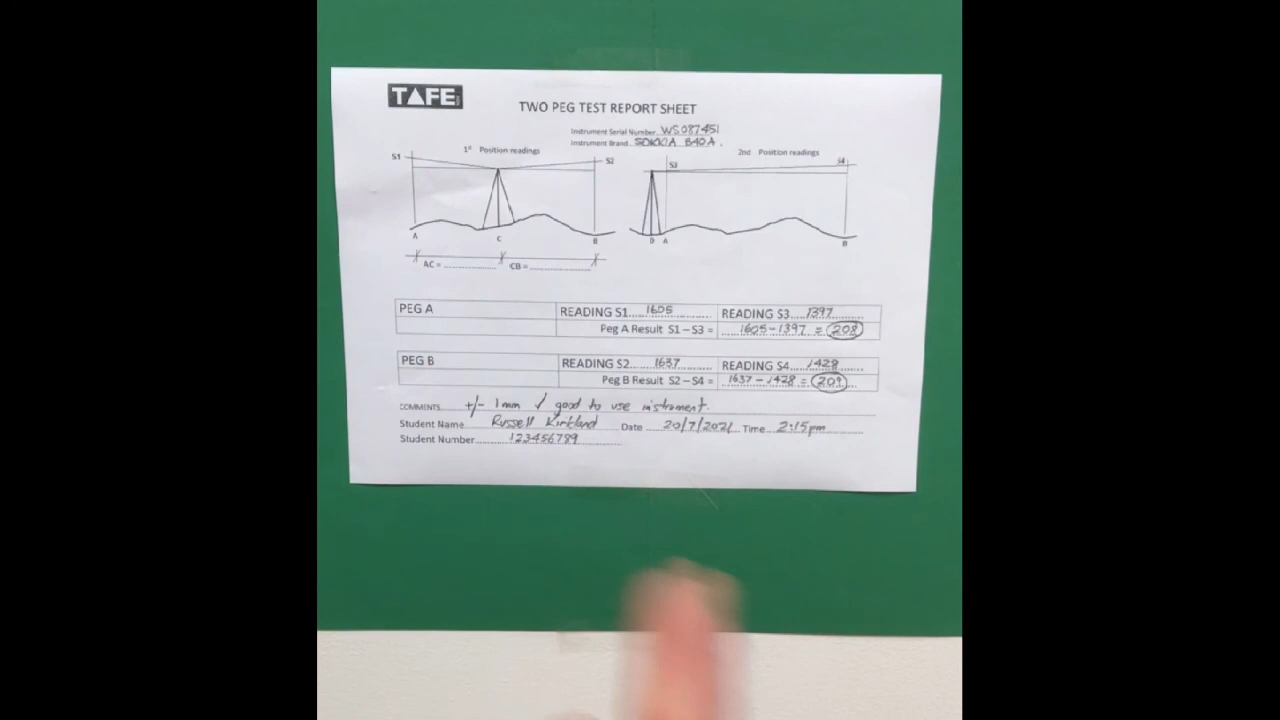 TAFE NSW
TWO PEG TEST REPORT SHEET
Instrument Serial Number WS087451
Instrument Brand SOKKIA B40A.
1st Position readings
2nd Position readings
S1
S2
S3
S4
A
C
B
D
A
B
AC = ....................
CB = ....................
PEG A
READING S1 1605
READING S3 1397
Peg A Result S1 – S3 =
1605 – 1397 = 208
PEG B
READING S2 1637
READING S4 1428
Peg B Result S2 – S4 =
1637 – 1428 = 209
COMMENTS +/- 1mm ✓ good to use instrument.
Student Name Russell Kirkland Date 20/7/2021 Time 2:15pm
Student Number 123456789